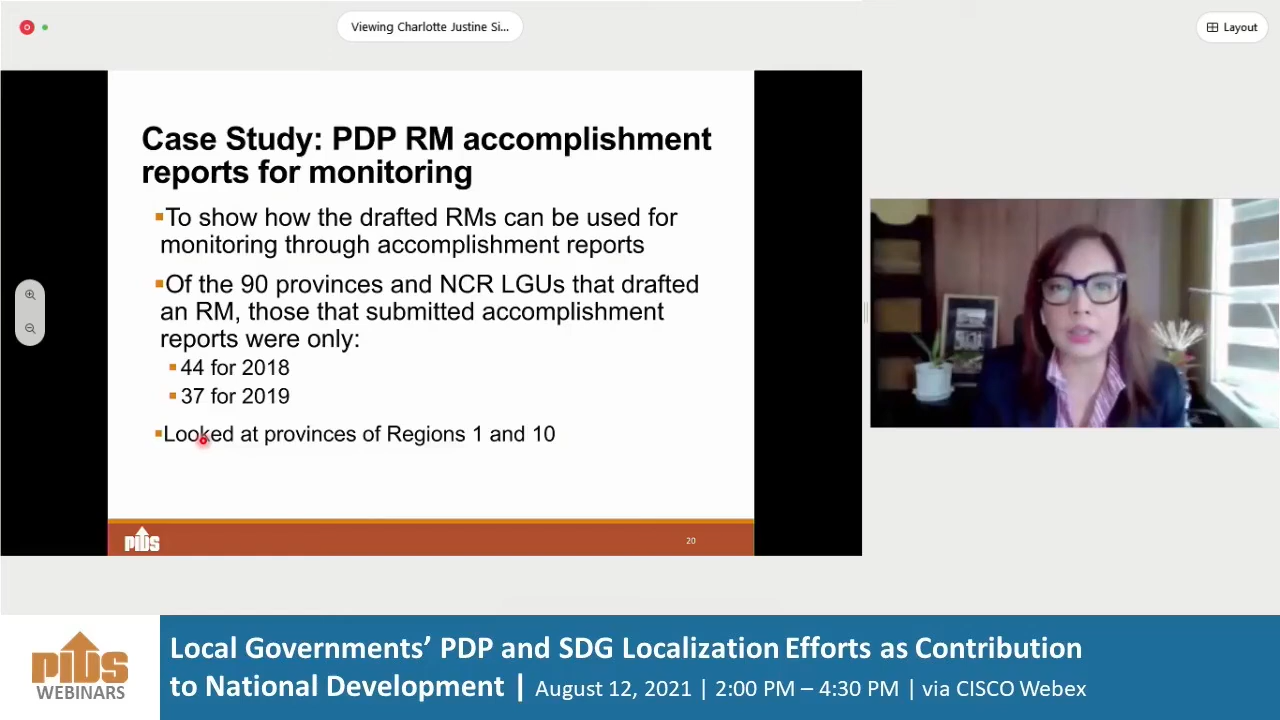 Viewing Charlotte Justine Si...
Layout
Case Study: PDP RM accomplishment
reports for monitoring
To show how the drafted RMs can be used for
monitoring through accomplishment reports
Of the 90 provinces and NCR LGUs that drafted
an RM, those that submitted accomplishment
reports were only:
44 for 2018
37 for 2019
Looked at provinces of Regions 1 and 10
PIDS
20
PIDS
WEBINARS
Local Governments’ PDP and SDG Localization Efforts as Contribution
to National Development | August 12, 2021 | 2:00 PM – 4:30 PM | via CISCO Webex